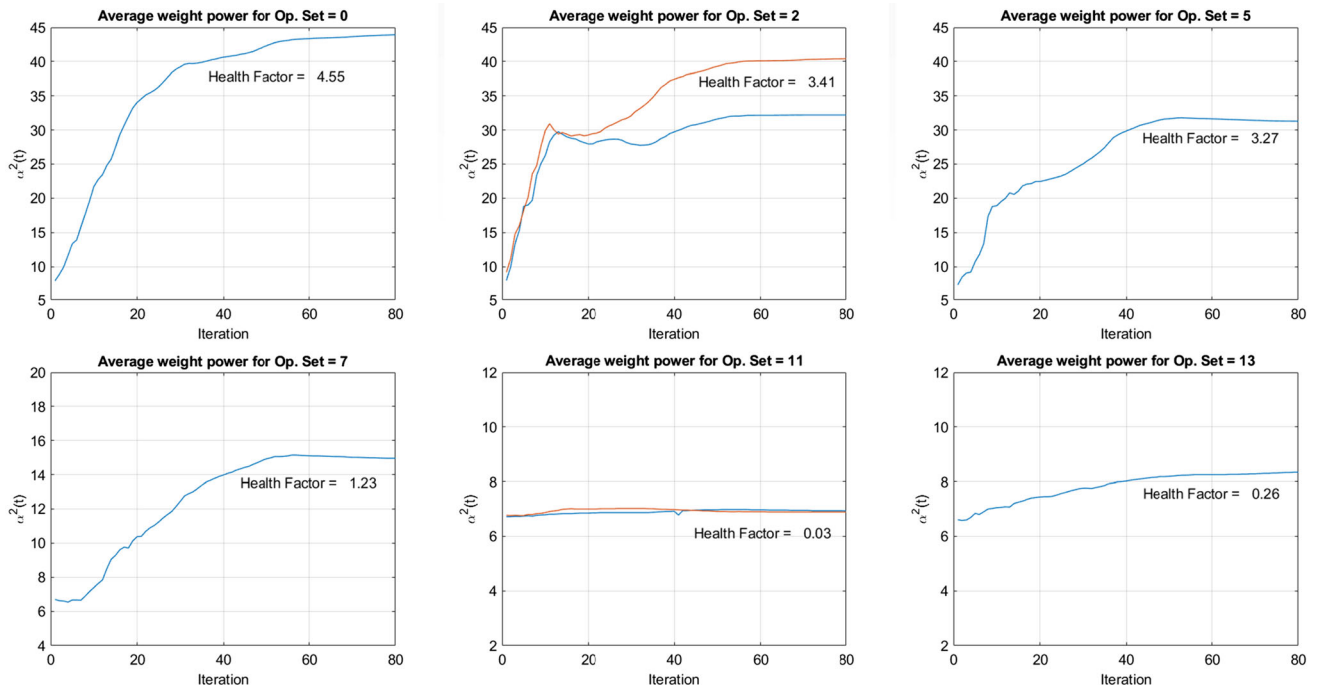 Average weight power for Op. Set = 0
45
40
35
30
25
20
15
10
5
α²(t)
Health Factor = 4.55
0 20 40 60 80
Iteration
Average weight power for Op. Set = 2
45
40
35
30
25
20
15
10
5
α²(t)
Health Factor = 3.41
0 20 40 60 80
Iteration
Average weight power for Op. Set = 5
45
40
35
30
25
20
15
10
5
α²(t)
Health Factor = 3.27
0 20 40 60 80
Iteration
Average weight power for Op. Set = 7
20
18
16
14
12
10
8
6
4
α²(t)
Health Factor = 1.23
0 20 40 60 80
Iteration
Average weight power for Op. Set = 11
12
10
8
6
4
2
α²(t)
Health Factor = 0.03
0 20 40 60 80
Iteration
Average weight power for Op. Set = 13
12
10
8
6
4
2
α²(t)
Health Factor = 0.26
0 20 40 60 80
Iteration